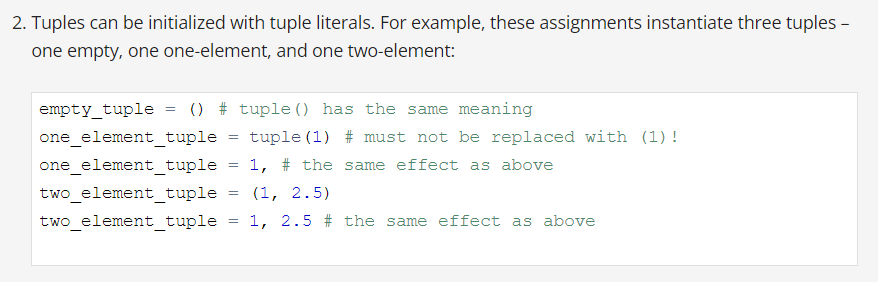 2. Tuples can be initialized with tuple literals. For example, these assignments instantiate three tuples –
one empty, one one-element, and one two-element:
empty_tuple = () # tuple() has the same meaning
one_element_tuple = tuple(1) # must not be replaced with (1)!
one_element_tuple = 1, # the same effect as above
two_element_tuple = (1, 2.5)
two_element_tuple = 1, 2.5 # the same effect as above